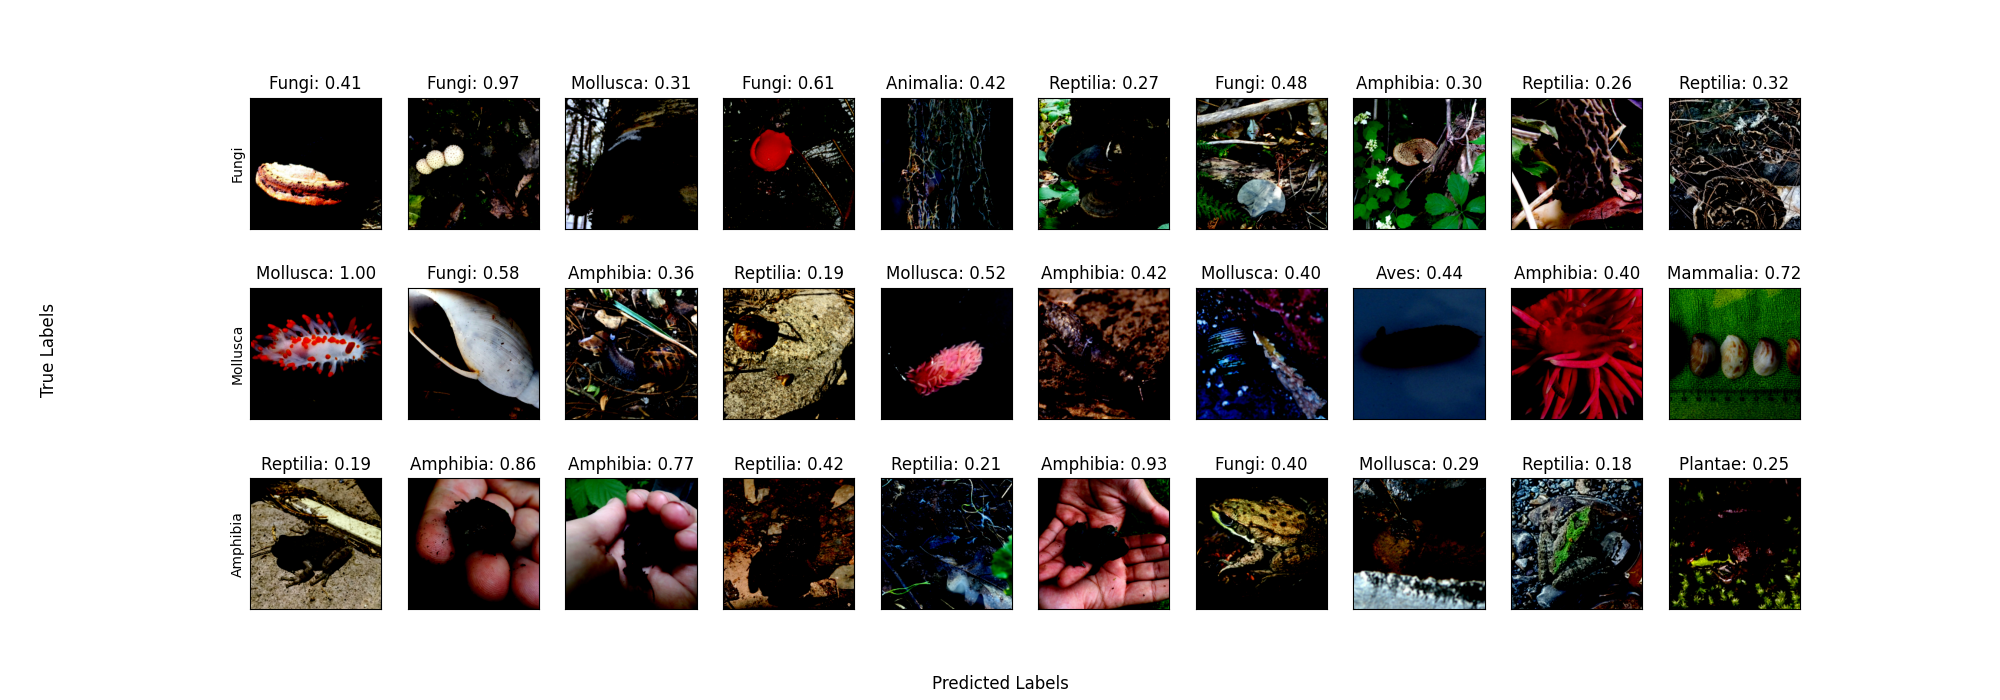 Fungi: 0.41 Fungi: 0.97 Mollusca: 0.31 Fungi: 0.61 Animalia: 0.42 Reptilia: 0.27 Fungi: 0.48 Amphibia: 0.30 Reptilia: 0.26 Reptilia: 0.32
Fungi
Mollusca: 1.00 Fungi: 0.58 Amphibia: 0.36 Reptilia: 0.19 Mollusca: 0.52 Amphibia: 0.42 Mollusca: 0.40 Aves: 0.44 Amphibia: 0.40 Mammalia: 0.72
True Labels
Mollusca
Reptilia: 0.19 Amphibia: 0.86 Amphibia: 0.77 Reptilia: 0.42 Reptilia: 0.21 Amphibia: 0.93 Fungi: 0.40 Mollusca: 0.29 Reptilia: 0.18 Plantae: 0.25
Amphibia
Predicted Labels